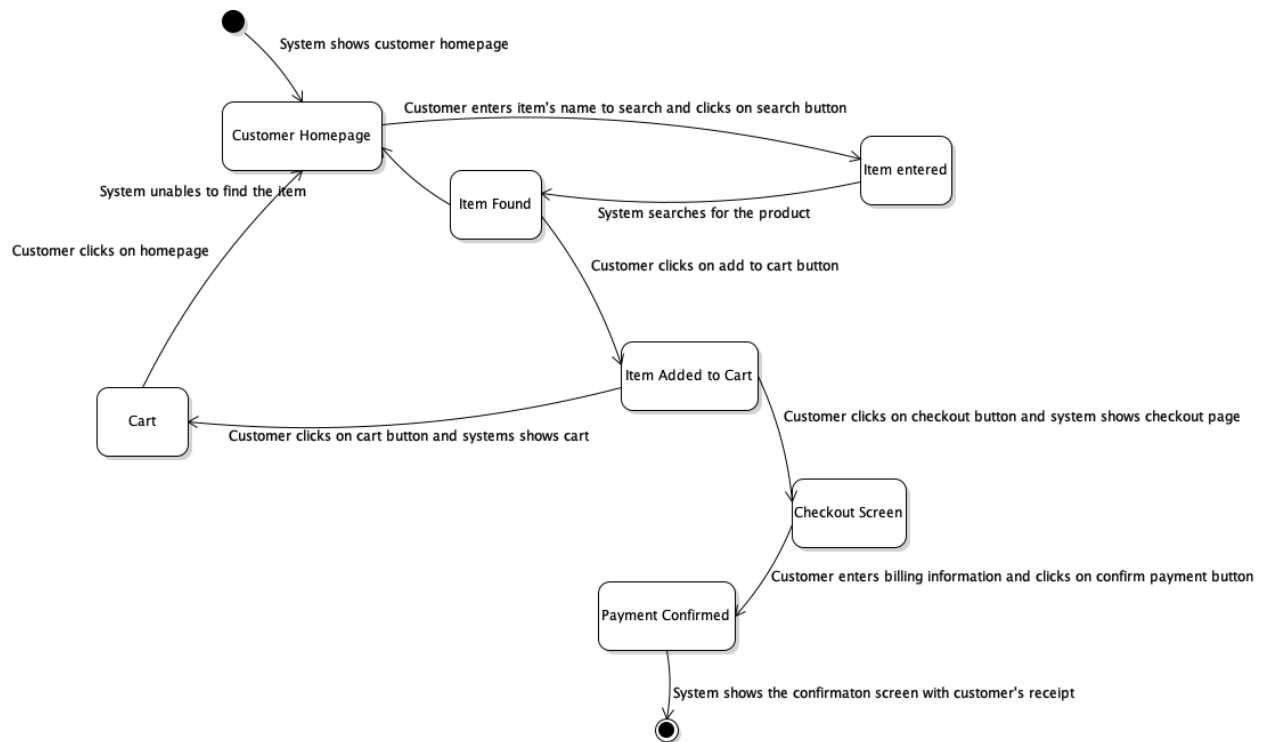 System shows customer homepage
Customer enters item's name to search and clicks on search button
Customer Homepage
Item entered
System unables to find the item
Item Found
System searches for the product
Customer clicks on homepage
Customer clicks on add to cart button
Item Added to Cart
Cart
Customer clicks on checkout button and system shows checkout page
Customer clicks on cart button and systems shows cart
Checkout Screen
Customer enters billing information and clicks on confirm payment button
Payment Confirmed
System shows the confirmaton screen with customer's receipt